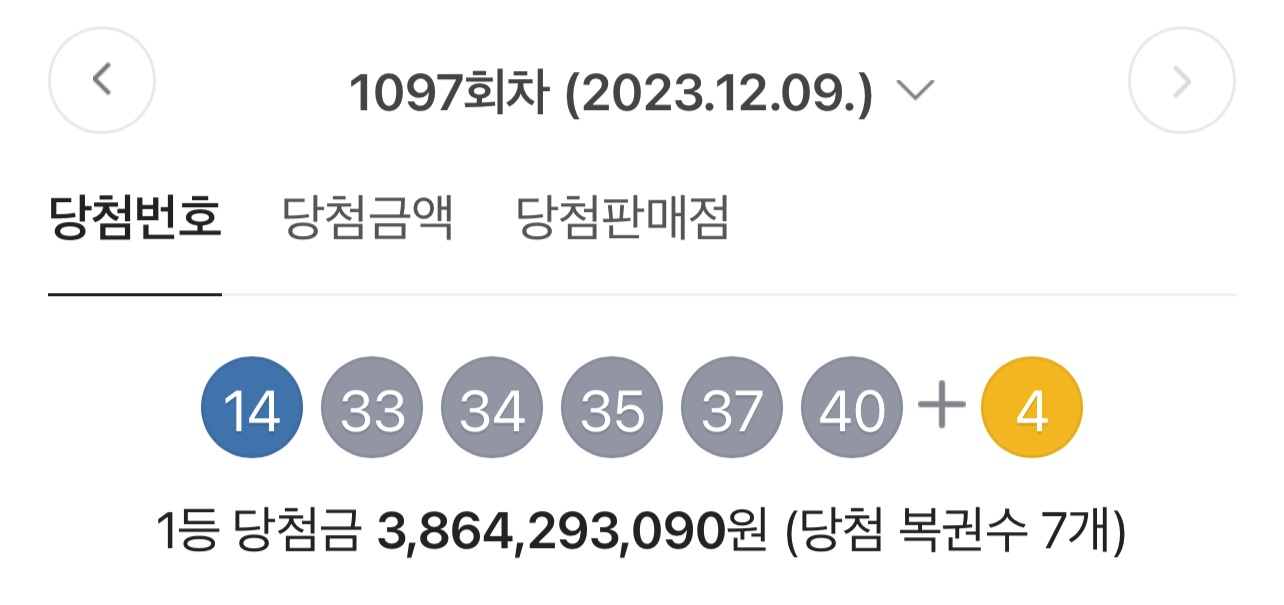 1097회차 (2023.12.09.)
당첨번호 당첨금액 당첨판매점
14 33 34 35 37 40 + 4
1등 당첨금 3,864,293,090원 (당첨 복권수 7개)